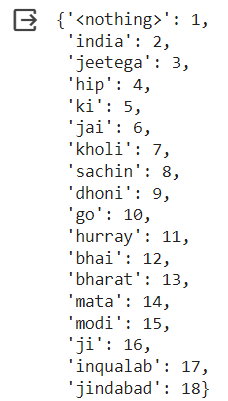 {'<nothing>': 1,
'india': 2,
'jeetega': 3,
'hip': 4,
'ki': 5,
'jai': 6,
'kholi': 7,
'sachin': 8,
'dhoni': 9,
'go': 10,
'hurray': 11,
'bhai': 12,
'bharat': 13,
'mata': 14,
'modi': 15,
'ji': 16,
'inqualab': 17,
'jindabad': 18}